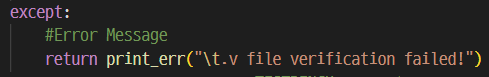 except:
#Error Message
return print_err("\t.v file verification failed!")